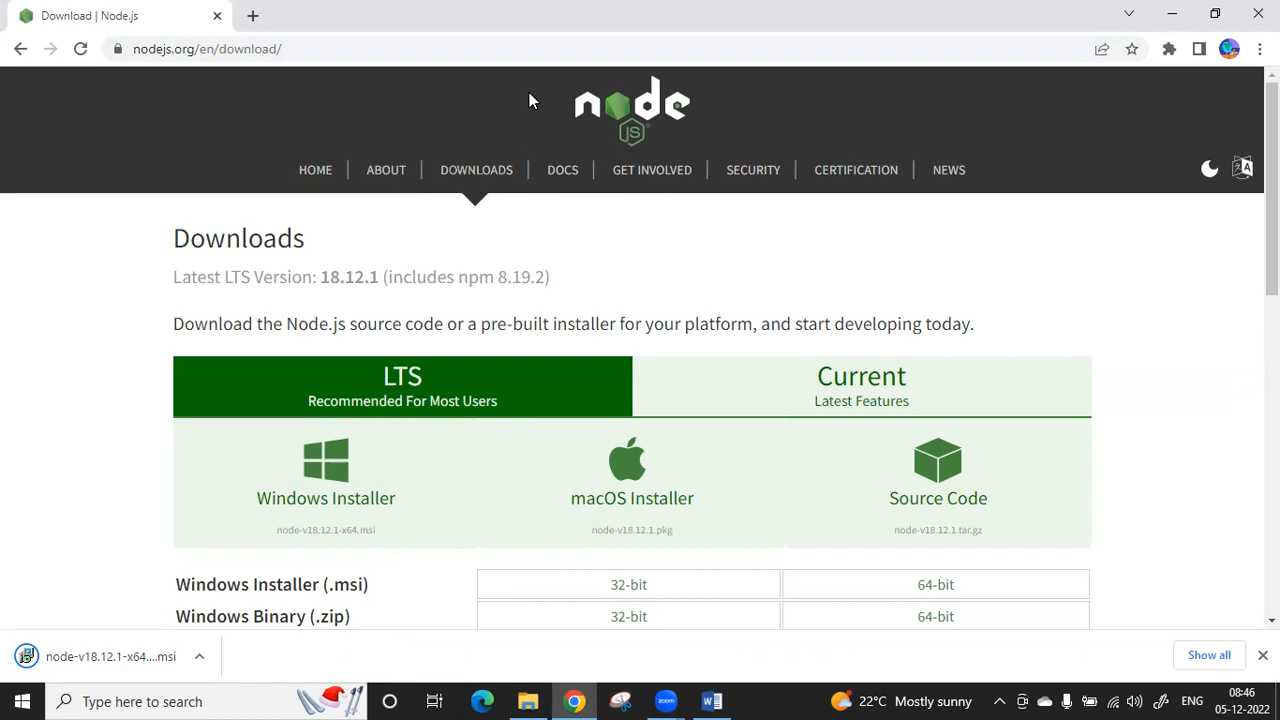 Download | Node.js
nodejs.org/en/download/
node
JS
HOME
ABOUT
DOWNLOADS
DOCS
GET INVOLVED
SECURITY
CERTIFICATION
NEWS
Downloads
Latest LTS Version: 18.12.1 (includes npm 8.19.2)
Download the Node.js source code or a pre-built installer for your platform, and start developing today.
LTS
Recommended For Most Users
Current
Latest Features
Windows Installer
node-v18.12.1-x64.msi
macOS Installer
node-v18.12.1.pkg
Source Code
node-v18.12.1.tar.gz
Windows Installer (.msi)
32-bit
64-bit
Windows Binary (.zip)
32-bit
64-bit
node-v18.12.1-x64....msi
Show all
Type here to search
zoom
W
22°C Mostly sunny
ENG
08:46
05-12-2022